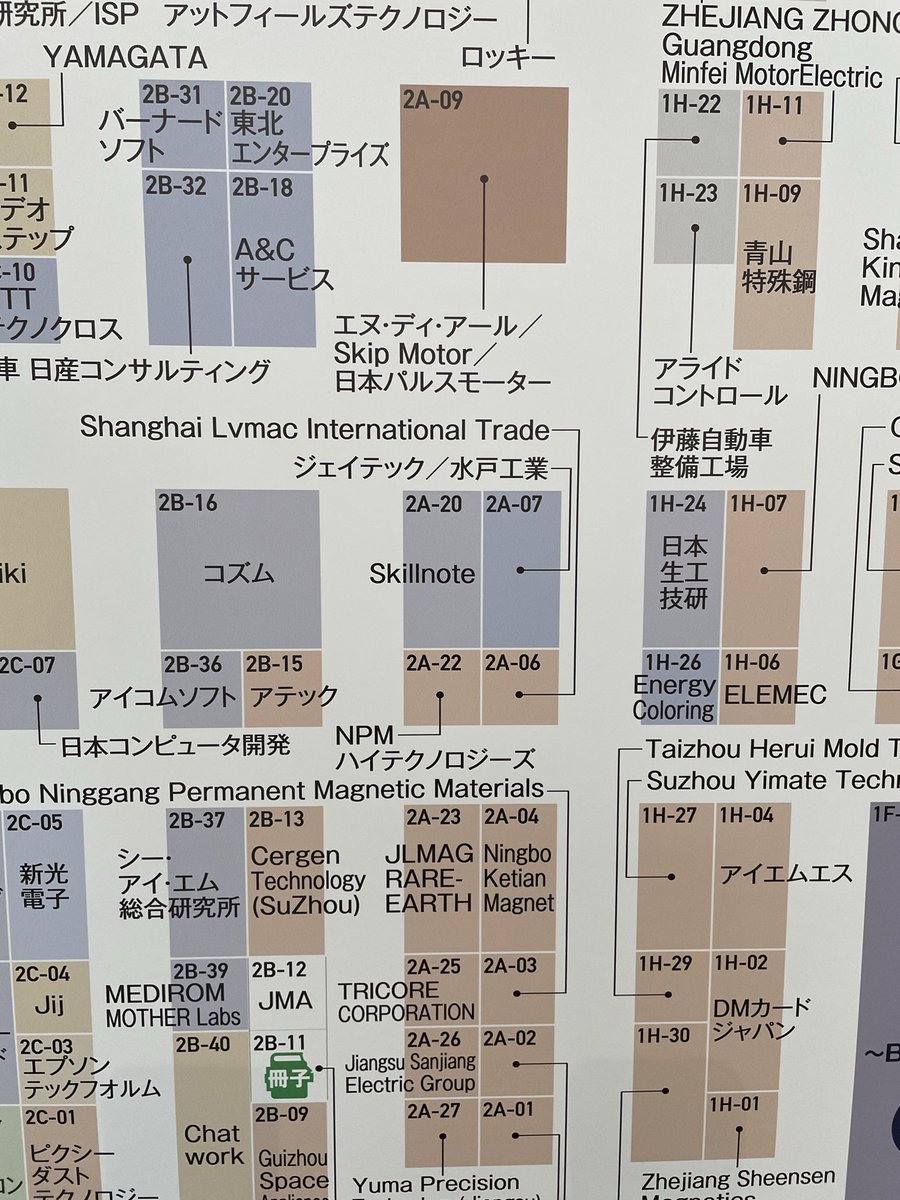 研究所／ISP
アットフィールズテクノロジー
ロッキー
ZHEJIANG ZHONG
Guangdong
Minfei MotorElectric
YAMAGATA
-12
2B-31
バーナード
ソフト
2B-20
東北
エンタープライズ
2A-09
1H-22
1H-11
-11
デオ
ステップ
2B-32
2B-18
A&C
サービス
1H-23
1H-09
青山
特殊鋼
Sha
Kin
Mag
-10
TT
テクノクロス
車 日産コンサルティング
エヌ・ディ・アール／
Skip Motor／
日本パルスモーター
アライド
コントロール
NINGB
Shanghai Lvmac International Trade
ジェイテック／水戸工業
伊藤自動車
整備工場
2B-16
コズム
2A-20
Skillnote
2A-07
1H-24
日本
生工
技研
1H-07
iki
2C-07
2B-36
アイコムソフト
2B-15
アテック
2A-22
2A-06
1H-26
Energy
Coloring
1H-06
ELEMEC
日本コンピュータ開発
NPM
ハイテクノロジーズ
Taizhou Herui Mold T
Suzhou Yimate Techn
bo Ninggang Permanent Magnetic Materials
2C-05
新光
電子
2B-37
シー・
アイ・エム
総合研究所
2B-13
Cergen
Technology
(SuZhou)
2A-23
JLMAG
RARE-
EARTH
2A-04
Ningbo
Ketian
Magnet
1H-27
1H-04
アイエムエス
1F-
2C-04
Jij
2B-39
MEDIROM
MOTHER Labs
2B-12
JMA
2A-25
TRICORE
CORPORATION
2A-03
1H-29
1H-02
DMカード
ジャパン
2C-03
エプソン
テックフォルム
2B-40
Chat
work
2B-11
冊子
2A-26
Jiangsu Sanjiang
Electric Group
2A-02
1H-30
～B
2C-01
ピクシー
ダスト
テクノロジー
2B-09
Guizhou
Space
2A-27
2A-01
1H-01
Yuma Precision
Zhejiang Sheensen
Magnetics